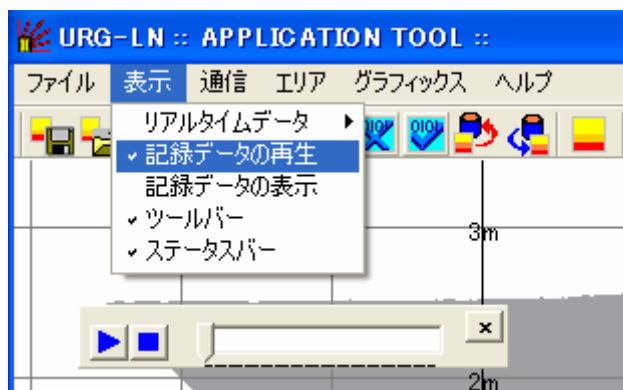 URG-LN :: APPLICATION TOOL ::
ファイル 表示 通信 エリア グラフィックス ヘルプ
リアルタイムデータ
記録データの再生
記録データの表示
ツールバー
ステータスバー
3m
2m